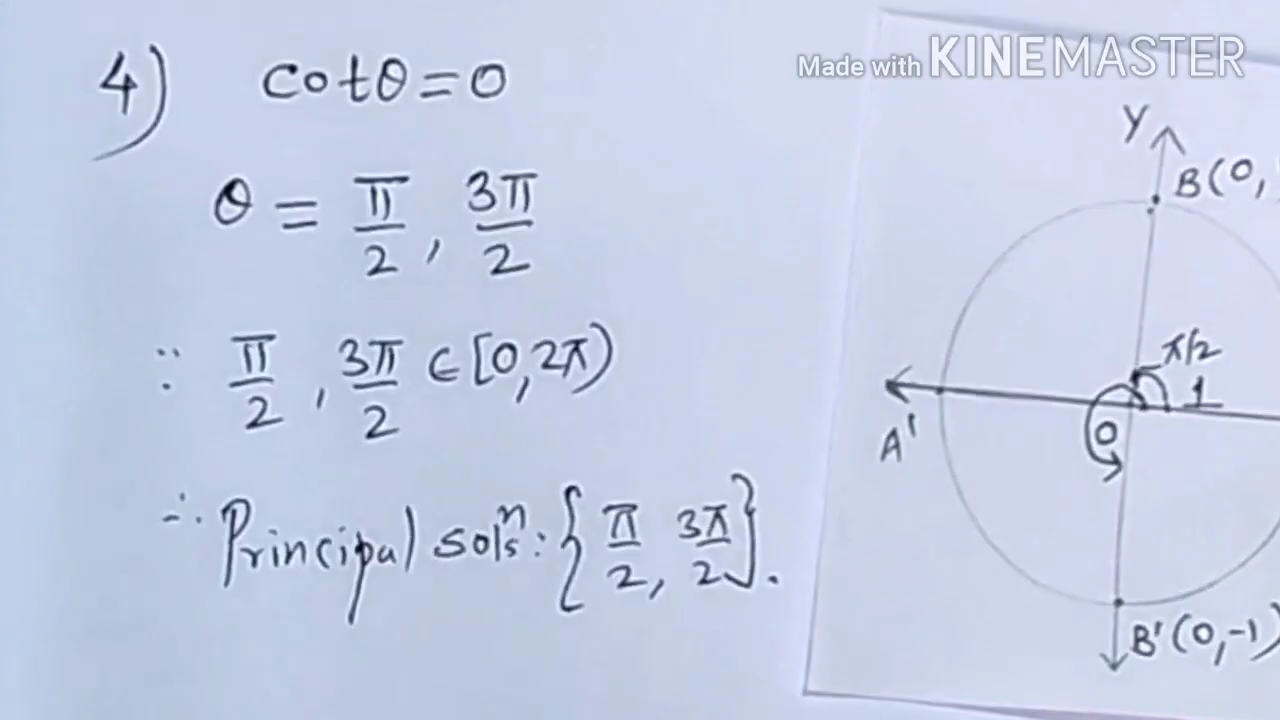 Made with KINEMASTER
4) cotθ = 0
θ = π/2, 3π/2
∵ π/2, 3π/2 ∈ [0, 2π)
∴ Principal solⁿs: {π/2, 3π/2}.
Y
B(0,
π/2
1
A'
O
B'(0,-1)